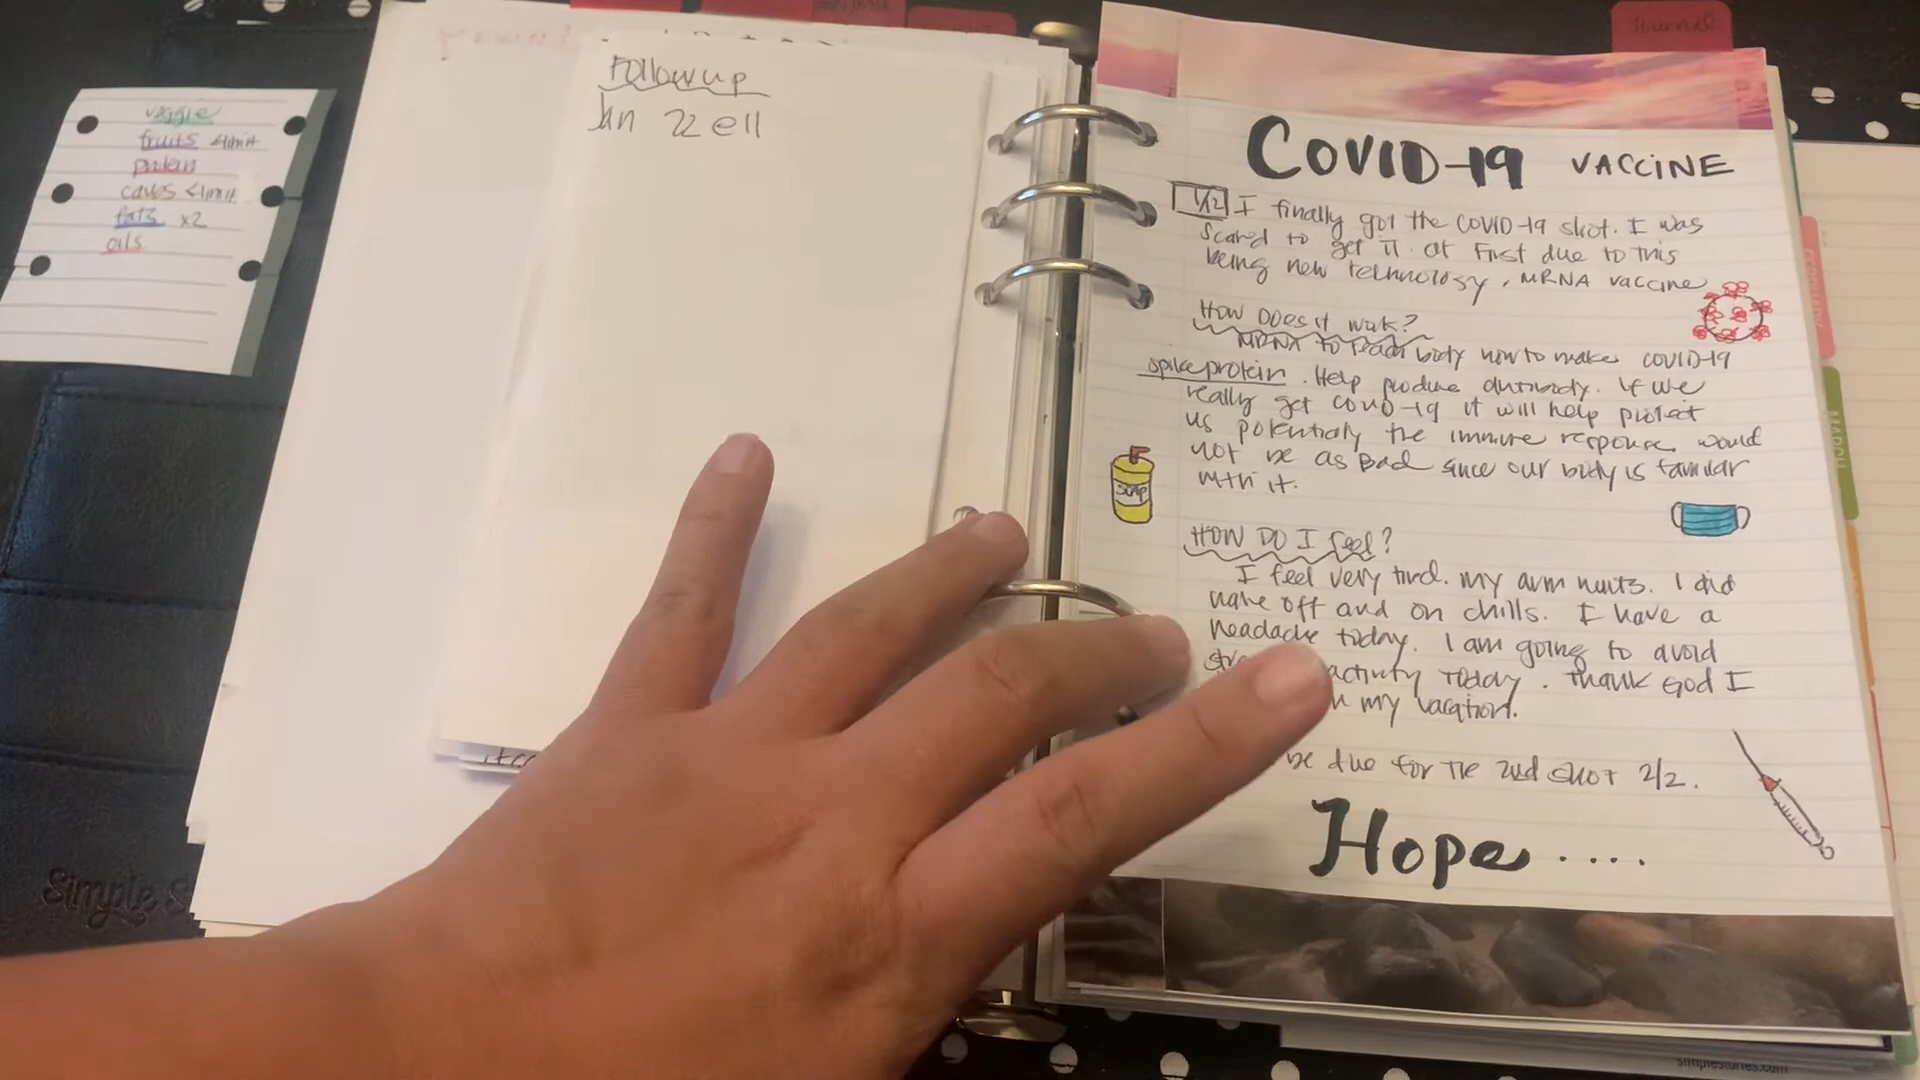 veggie
fruits <limit
protein
carbs <limit
fats x2
oils
Followup
Jan 22 @ 11
Journal
COVID-19 VACCINE
1/12 I finally got the COVID-19 shot. I was
scared to get it at First due to this
being new technology, MRNA vaccine
How Does it work?
MRNA to teach body how to make COVID-19
spike protein. Help produce antibody. If we
really get COVID-19 it will help protect
us potentially the immune response would
not be as Bad since our body is familiar
with it.
soap
HOW DO I feel?
I feel very tired. my arm hurts. I did
have off and on chills. I have a
headache today. I am going to avoid
activity today. Thank God I
my vacation.
be due for the 2nd shot 2/2.
Hope.....
MARCH
Simple S
simplestories.com